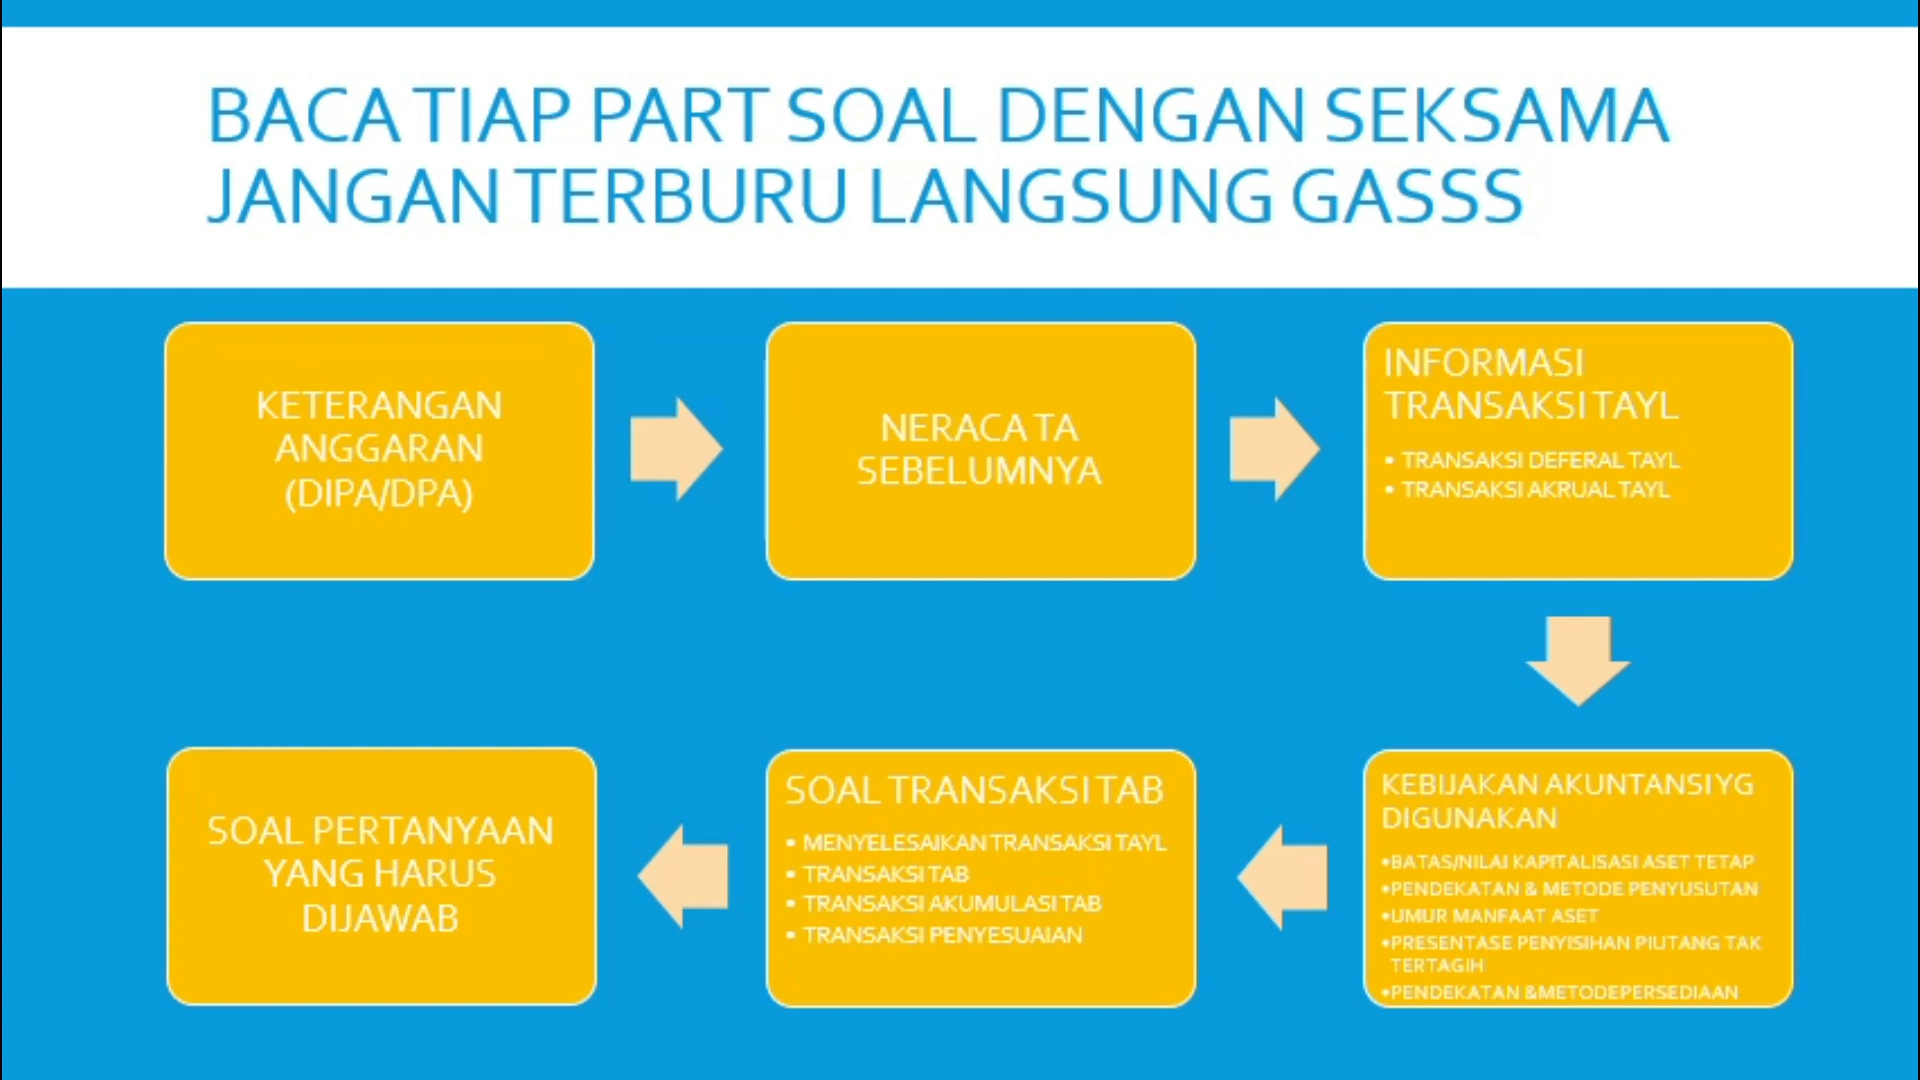 BACA TIAP PART SOAL DENGAN SEKSAMA
JANGAN TERBURU LANGSUNG GASSS
KETERANGAN
ANGGARAN
(DIPA/DPA)
NERACA TA
SEBELUMNYA
INFORMASI
TRANSAKSI TAYL
• TRANSAKSI DEFERAL TAYL
• TRANSAKSI AKRUAL TAYL
KEBIJAKAN AKUNTANSI YG
DIGUNAKAN
•BATAS/NILAI KAPITALISASI ASET TETAP
•PENDEKATAN & METODE PENYUSUTAN
•UMUR MANFAAT ASET
•PRESENTASE PENYISIHAN PIUTANG TAK
TERTAGIH
•PENDEKATAN &METODEPERSEDIAAN
SOAL TRANSAKSI TAB
• MENYELESAIKAN TRANSAKSI TAYL
• TRANSAKSI TAB
• TRANSAKSI AKUMULASI TAB
• TRANSAKSI PENYESUAIAN
SOAL PERTANYAAN
YANG HARUS
DIJAWAB